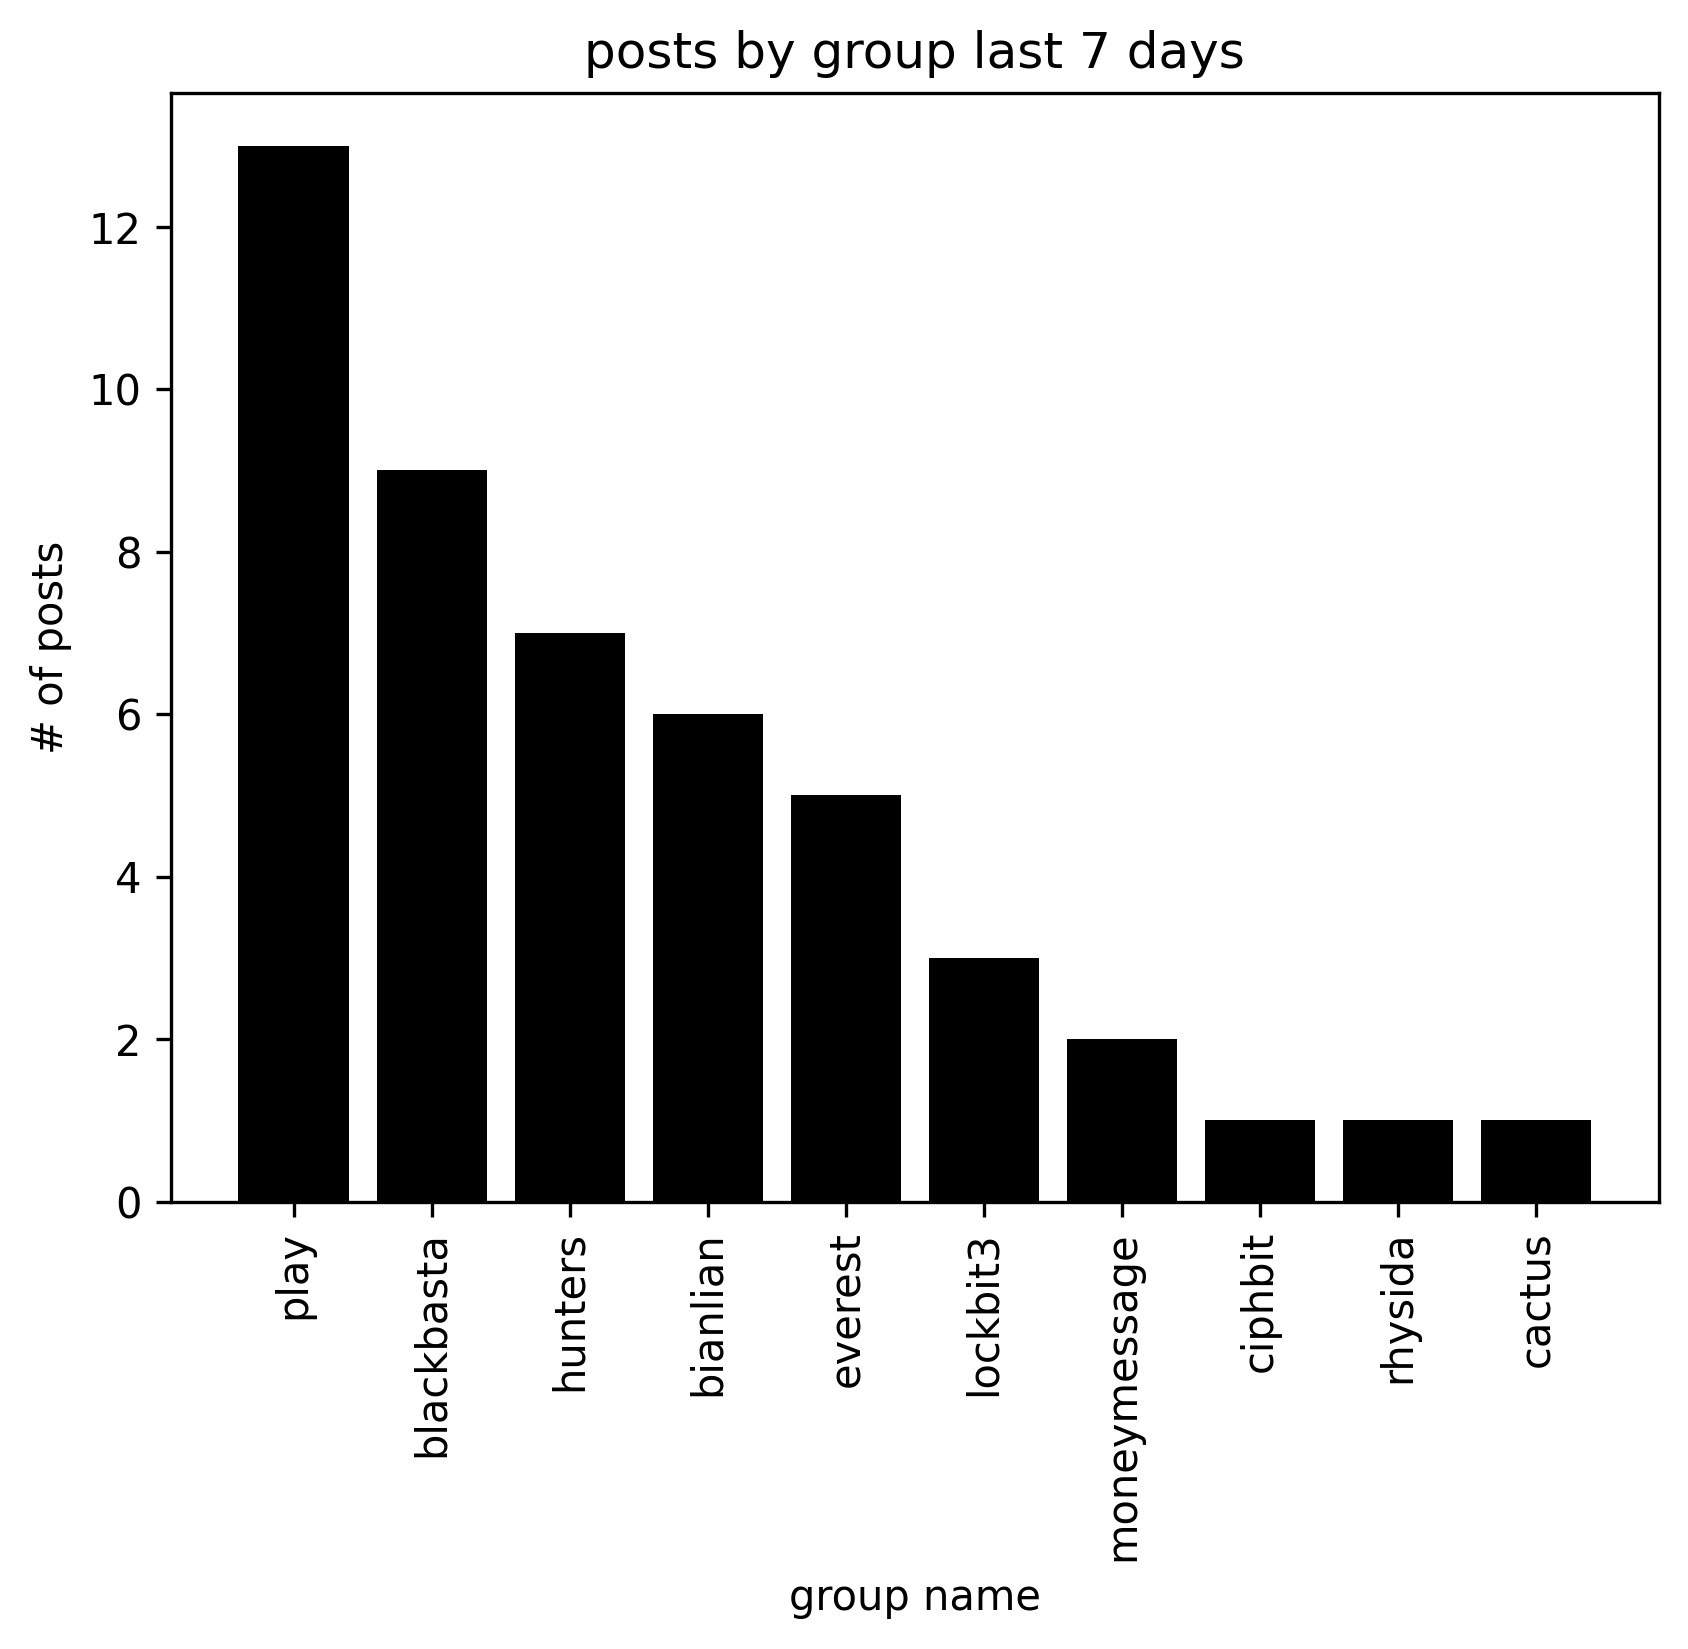 posts by group last 7 days
# of posts
12
10
8
6
4
2
0
play
blackbasta
hunters
bianlian
everest
lockbit3
moneymessage
ciphbit
rhysida
cactus
group name